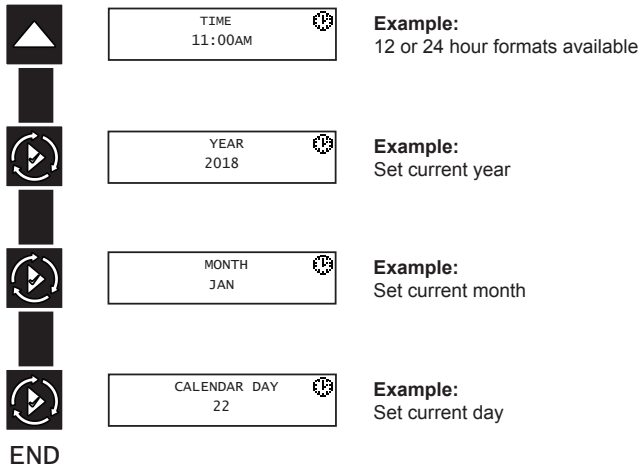 TIME
11:00AM
Example:
12 or 24 hour formats available
YEAR
2018
Example:
Set current year
MONTH
JAN
Example:
Set current month
CALENDAR DAY
22
Example:
Set current day
END